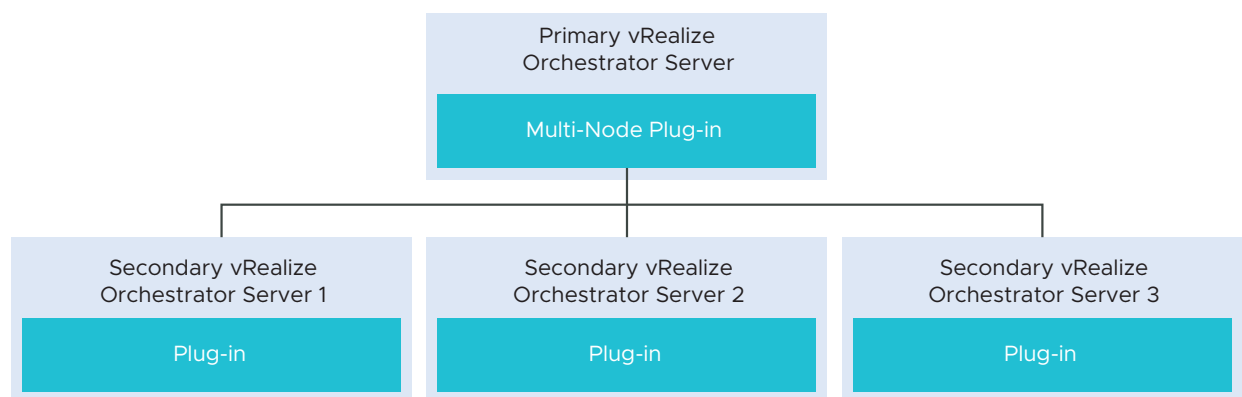 Primary vRealize
Orchestrator Server
Multi-Node Plug-in
Secondary vRealize
Orchestrator Server 1
Plug-in
Secondary vRealize
Orchestrator Server 2
Plug-in
Secondary vRealize
Orchestrator Server 3
Plug-in